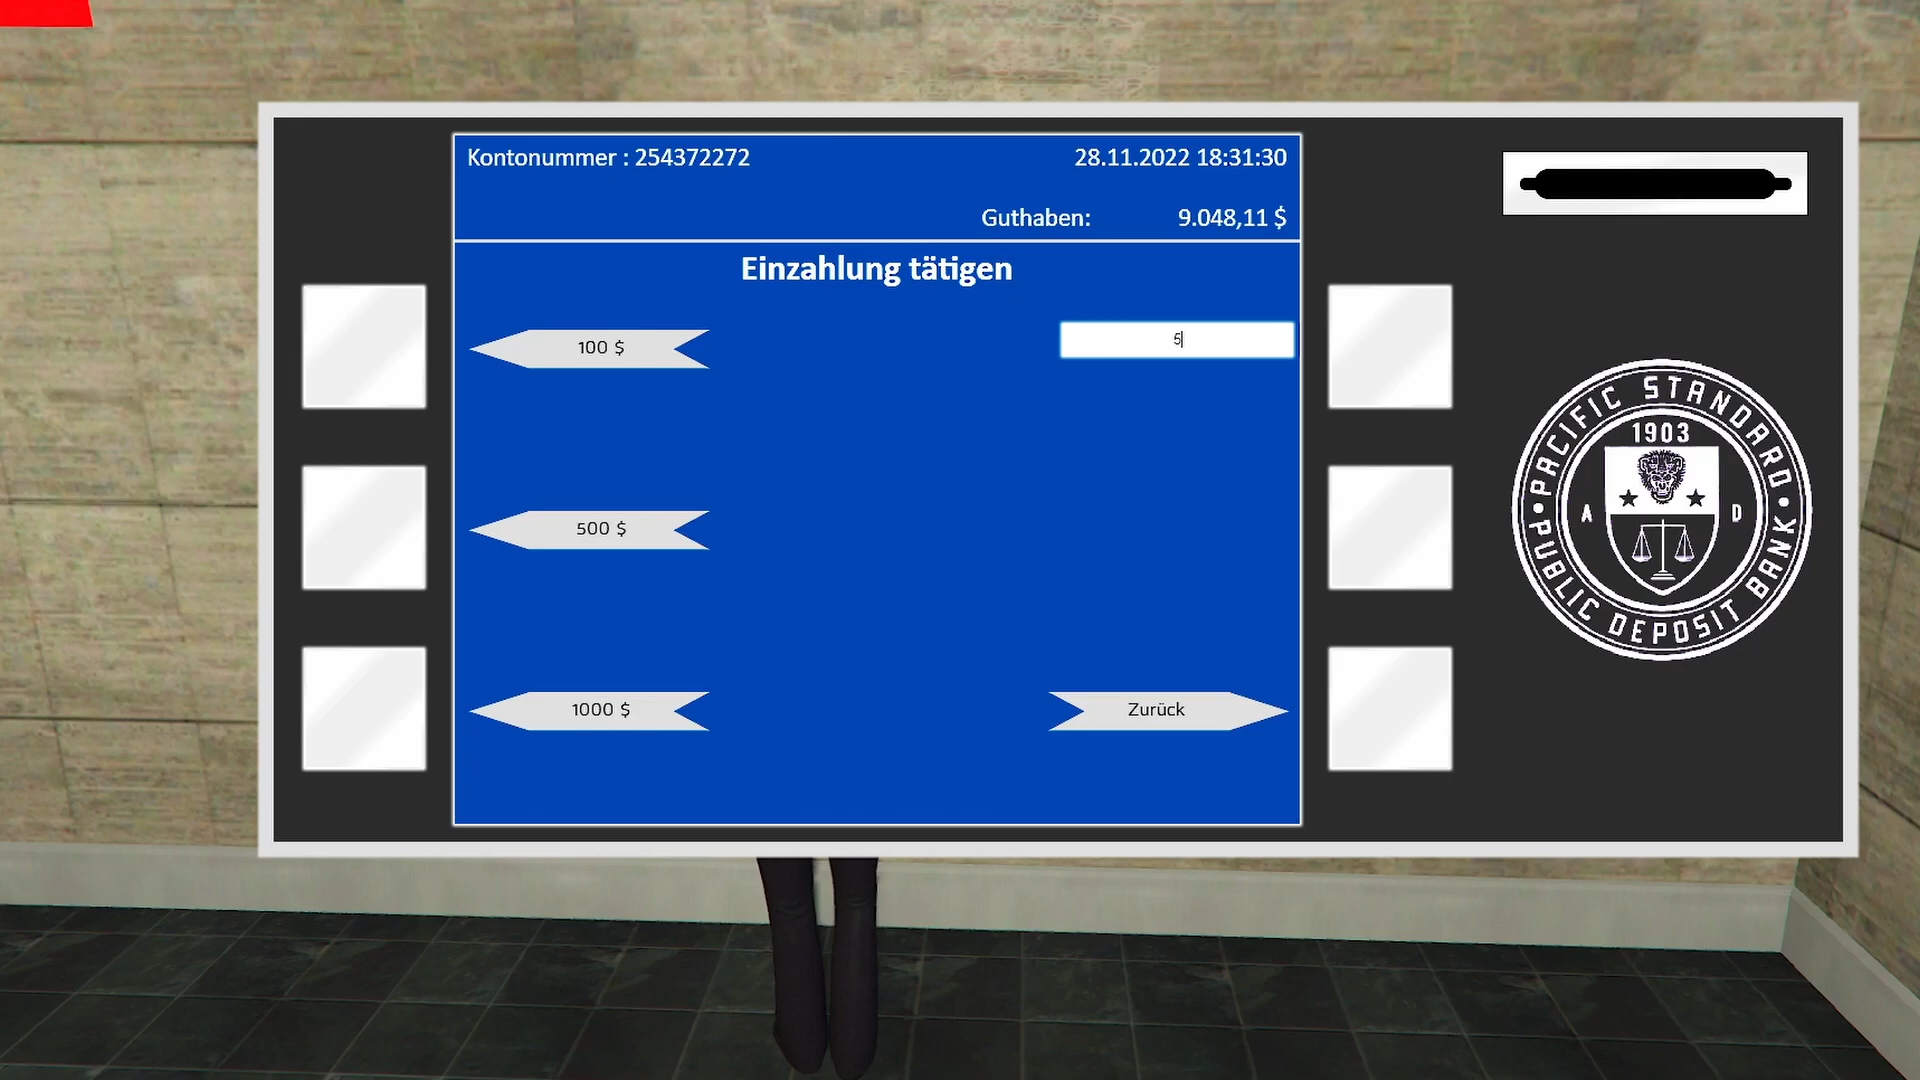 Kontonummer : 254372272
28.11.2022 18:31:30
Guthaben: 9.048,11 $
Einzahlung tätigen
100 $
5
500 $
1000 $
Zurück
PACIFIC STANDARD
1903
A D
PUBLIC DEPOSIT BANK